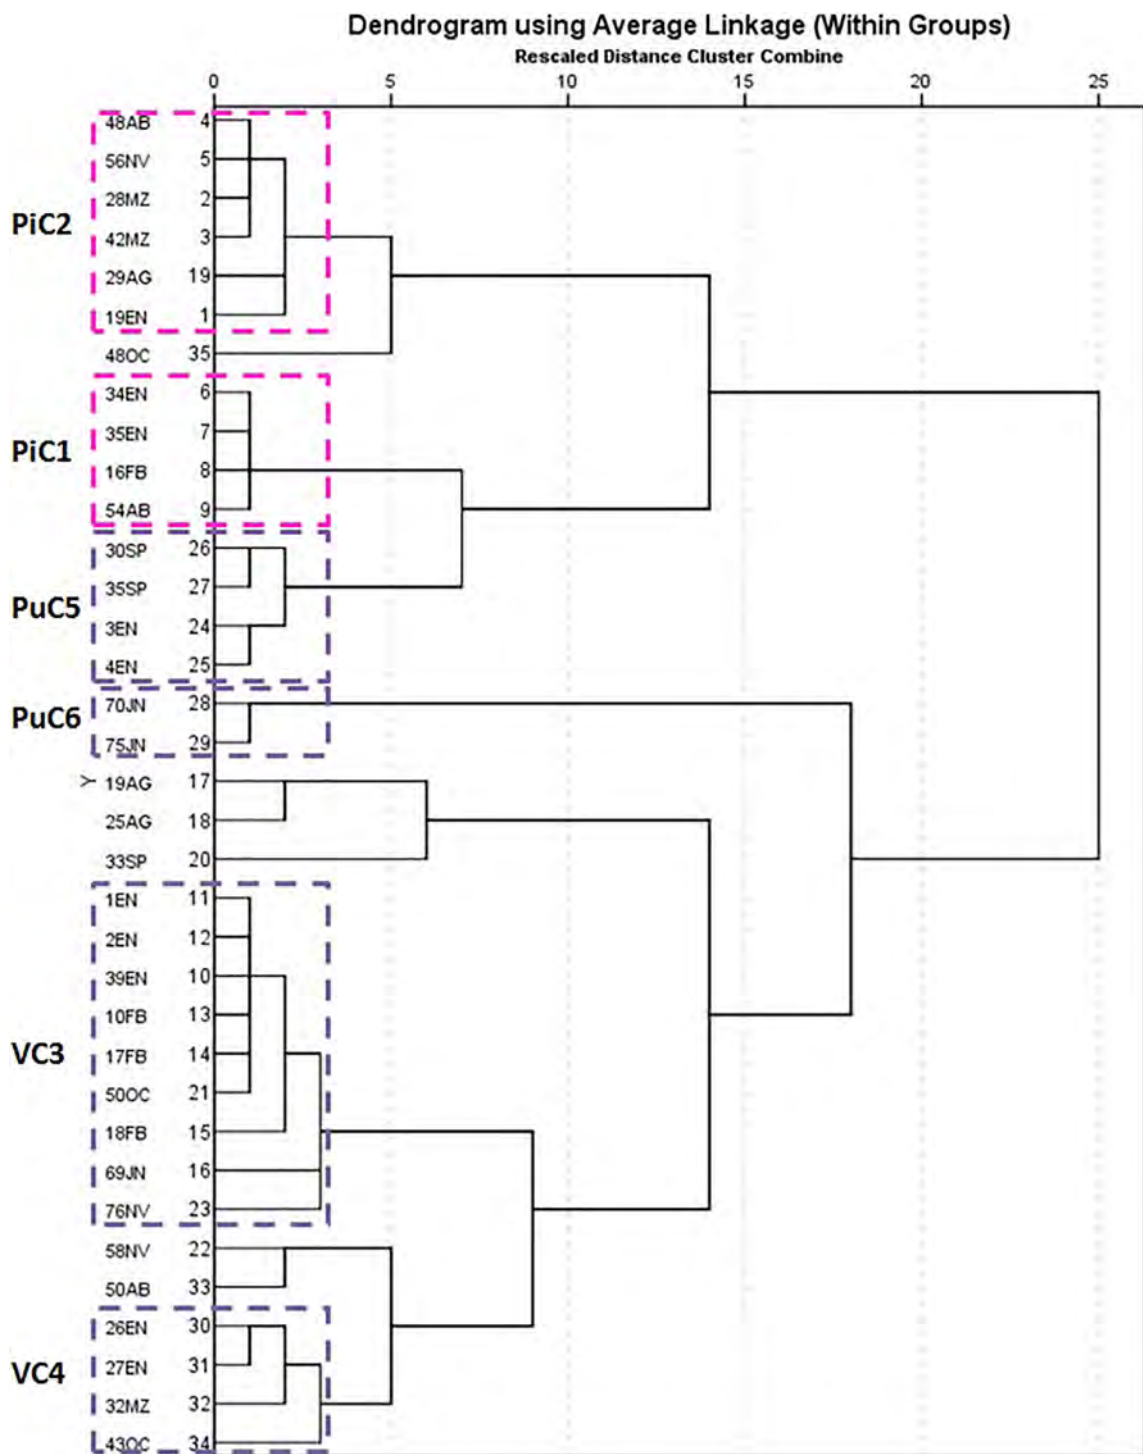 Dendrogram using Average Linkage (Within Groups)
Rescaled Distance Cluster Combine
0 5 10 15 20 25
48AB 4
56NV 5
28MZ 2
PiC2
42MZ 3
29AG 19
19EN 1
48OC 35
34EN 6
35EN 7
PiC1
16FB 8
54AB 9
30SP 26
35SP 27
PuC5
3EN 24
4EN 25
70JN 28
PuC6
75JN 29
Y 19AG 17
25AG 18
33SP 20
1EN 11
2EN 12
39EN 10
10FB 13
VC3 17FB 14
50OC 21
18FB 15
69JN 16
76NV 23
58NV 22
50AB 33
26EN 30
VC4 27EN 31
32MZ 32
43OC 34